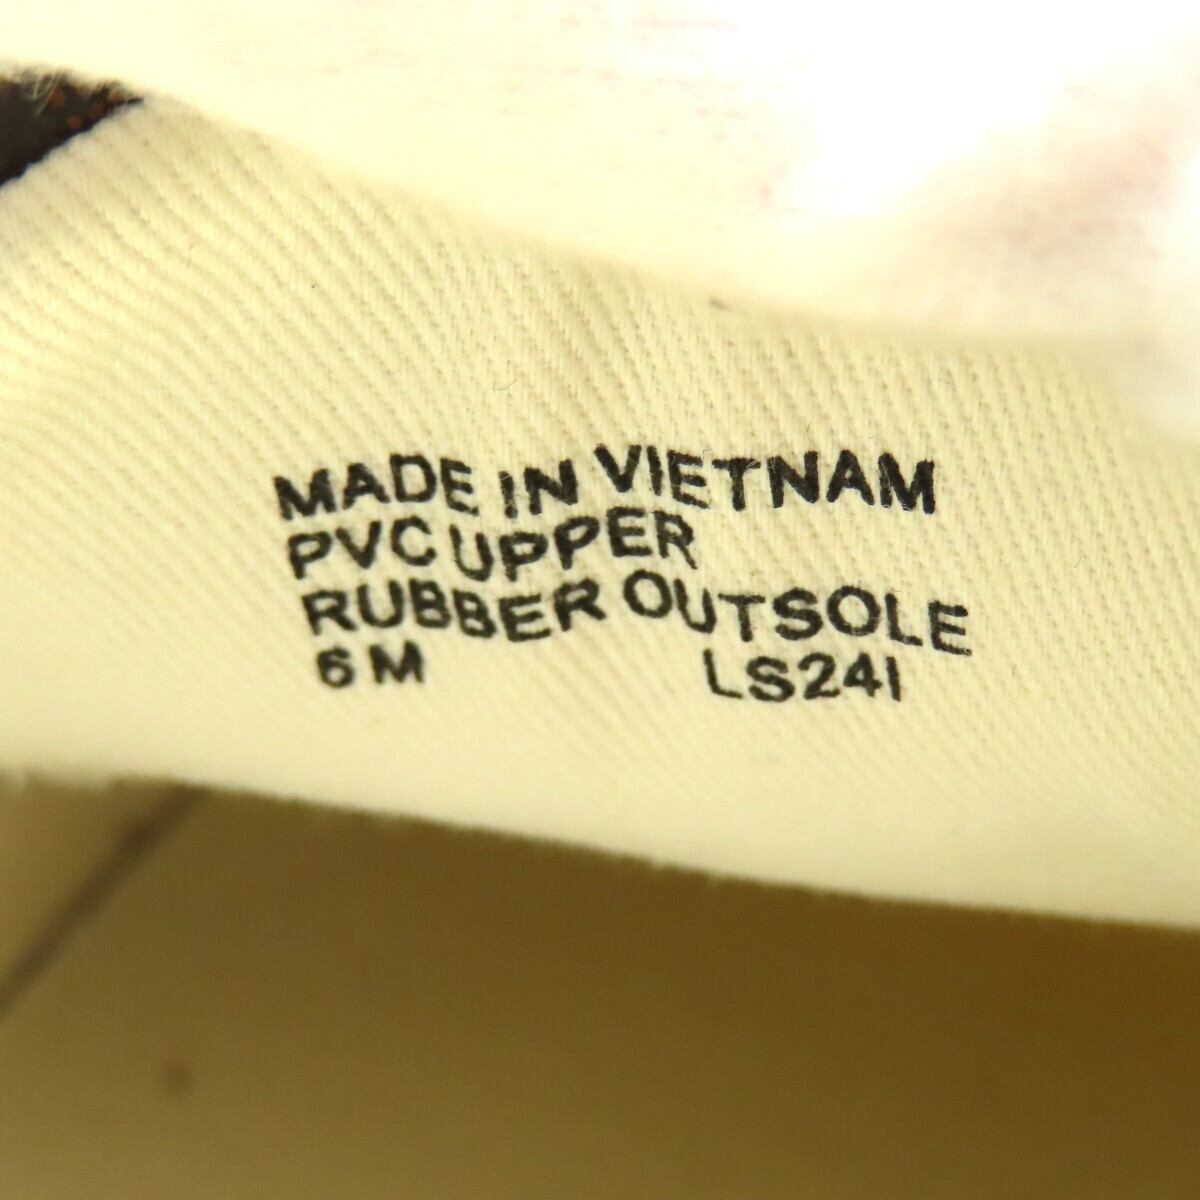 MADE IN VIETNAM
PVC UPPER
RUBBER OUTSOLE
6 M LS241